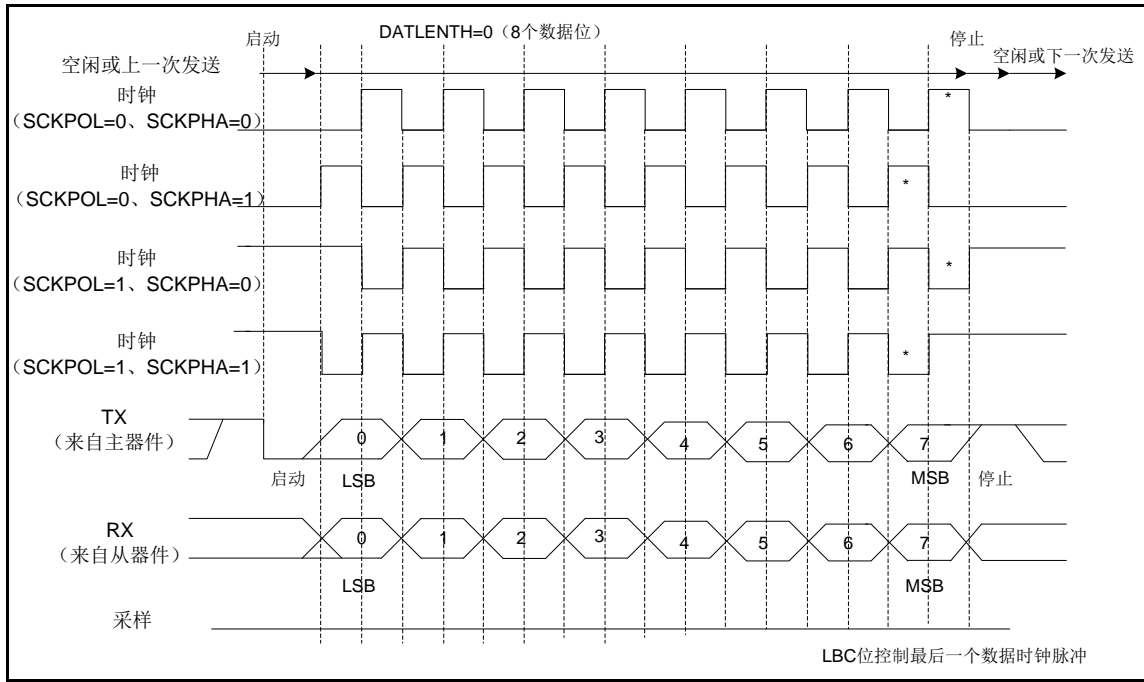 启动
DATLENTH=0（8个数据位）
停止
空闲或上一次发送
空闲或下一次发送
时钟
（SCKPOL=0、SCKPHA=0）
*
时钟
（SCKPOL=0、SCKPHA=1）
*
时钟
（SCKPOL=1、SCKPHA=0）
*
时钟
（SCKPOL=1、SCKPHA=1）
*
TX
（来自主器件）
0 1 2 3 4 5 6 7
启动 LSB MSB 停止
RX
（来自从器件）
0 1 2 3 4 5 6 7
LSB MSB
采样
LBC位控制最后一个数据时钟脉冲